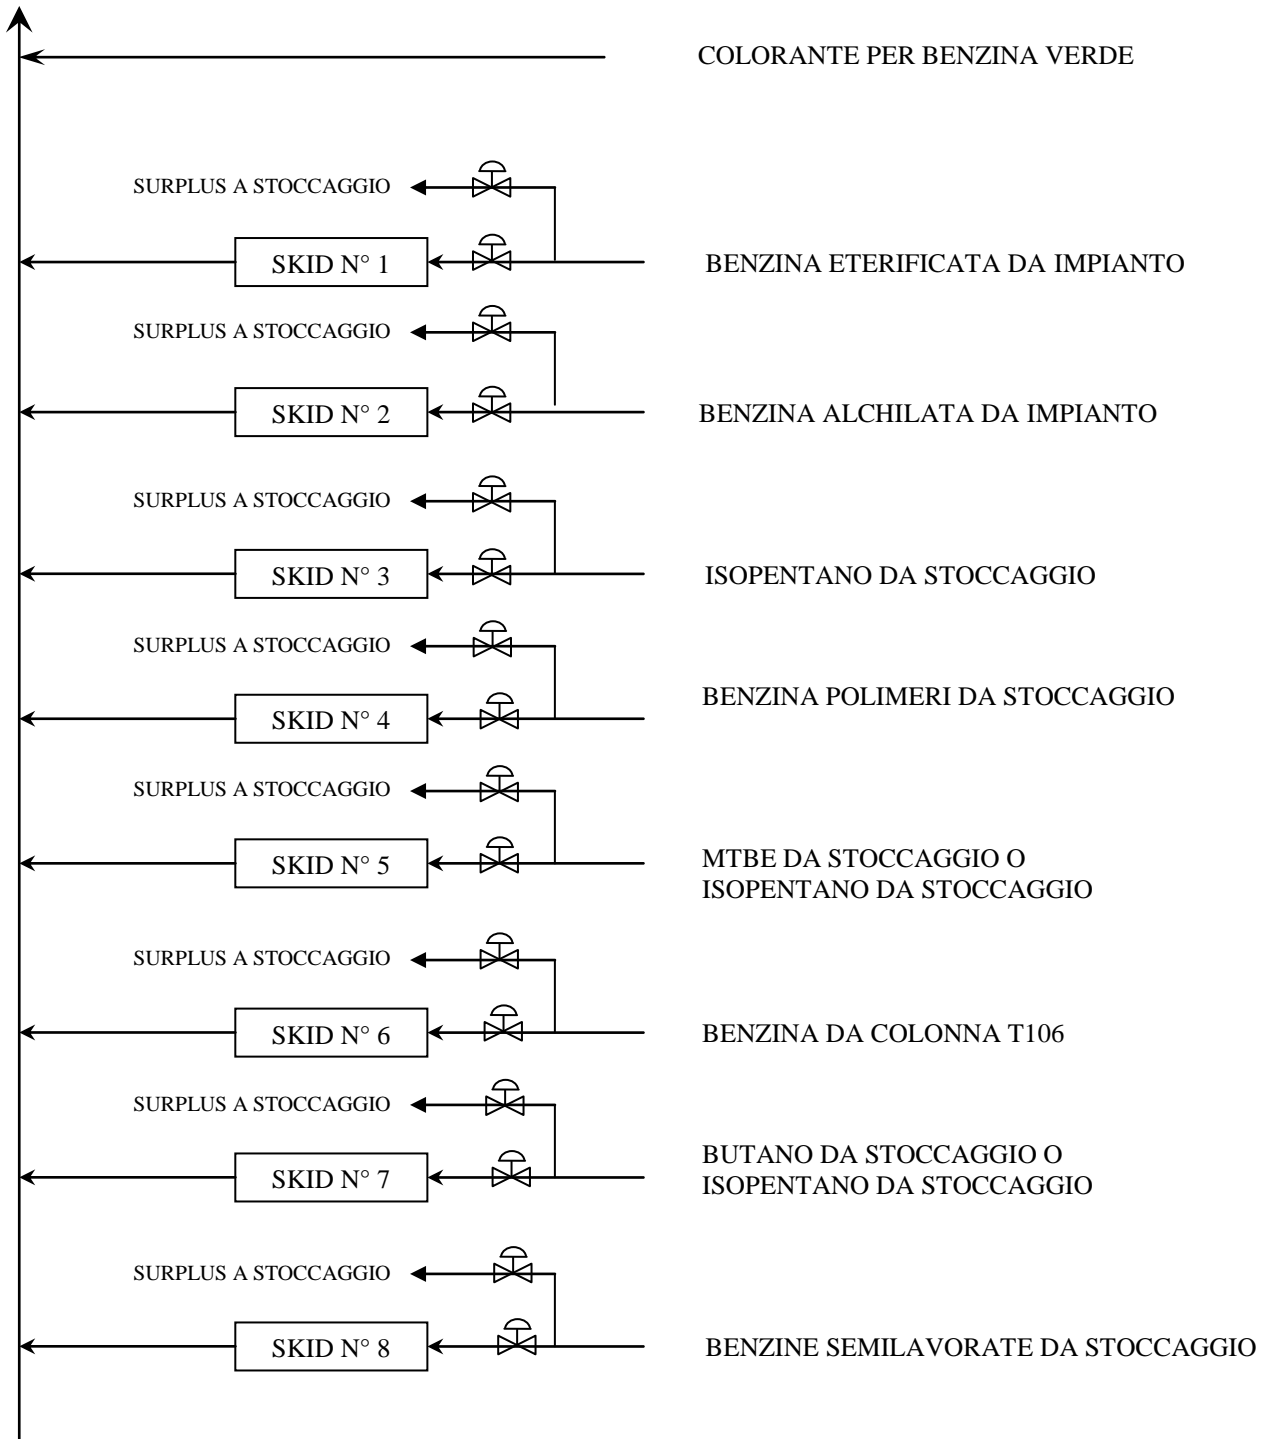 COLORANTE PER BENZINA VERDE
SURPLUS A STOCCAGGIO
SKID N° 1
BENZINA ETERIFICATA DA IMPIANTO
SURPLUS A STOCCAGGIO
SKID N° 2
BENZINA ALCHILATA DA IMPIANTO
SURPLUS A STOCCAGGIO
SKID N° 3
ISOPENTANO DA STOCCAGGIO
SURPLUS A STOCCAGGIO
SKID N° 4
BENZINA POLIMERI DA STOCCAGGIO
SURPLUS A STOCCAGGIO
SKID N° 5
MTBE DA STOCCAGGIO O
ISOPENTANO DA STOCCAGGIO
SURPLUS A STOCCAGGIO
SKID N° 6
BENZINA DA COLONNA T106
SURPLUS A STOCCAGGIO
SKID N° 7
BUTANO DA STOCCAGGIO O
ISOPENTANO DA STOCCAGGIO
SURPLUS A STOCCAGGIO
SKID N° 8
BENZINE SEMILAVORATE DA STOCCAGGIO